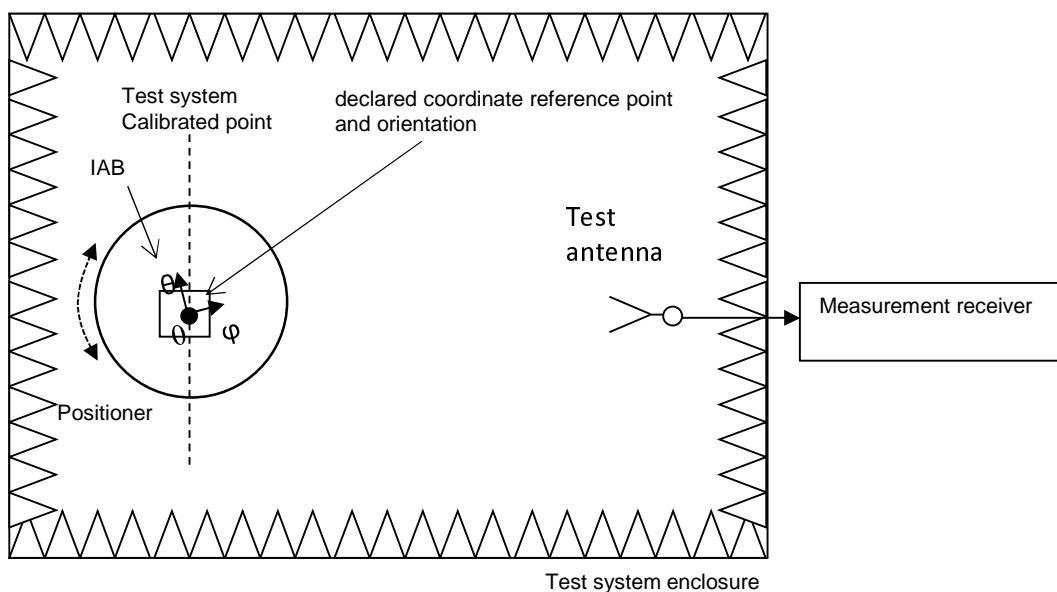 Test system
Calibrated point
declared coordinate reference point
and orientation
IAB
Test
antenna
θ
0
φ
Measurement receiver
Positioner
Test system enclosure